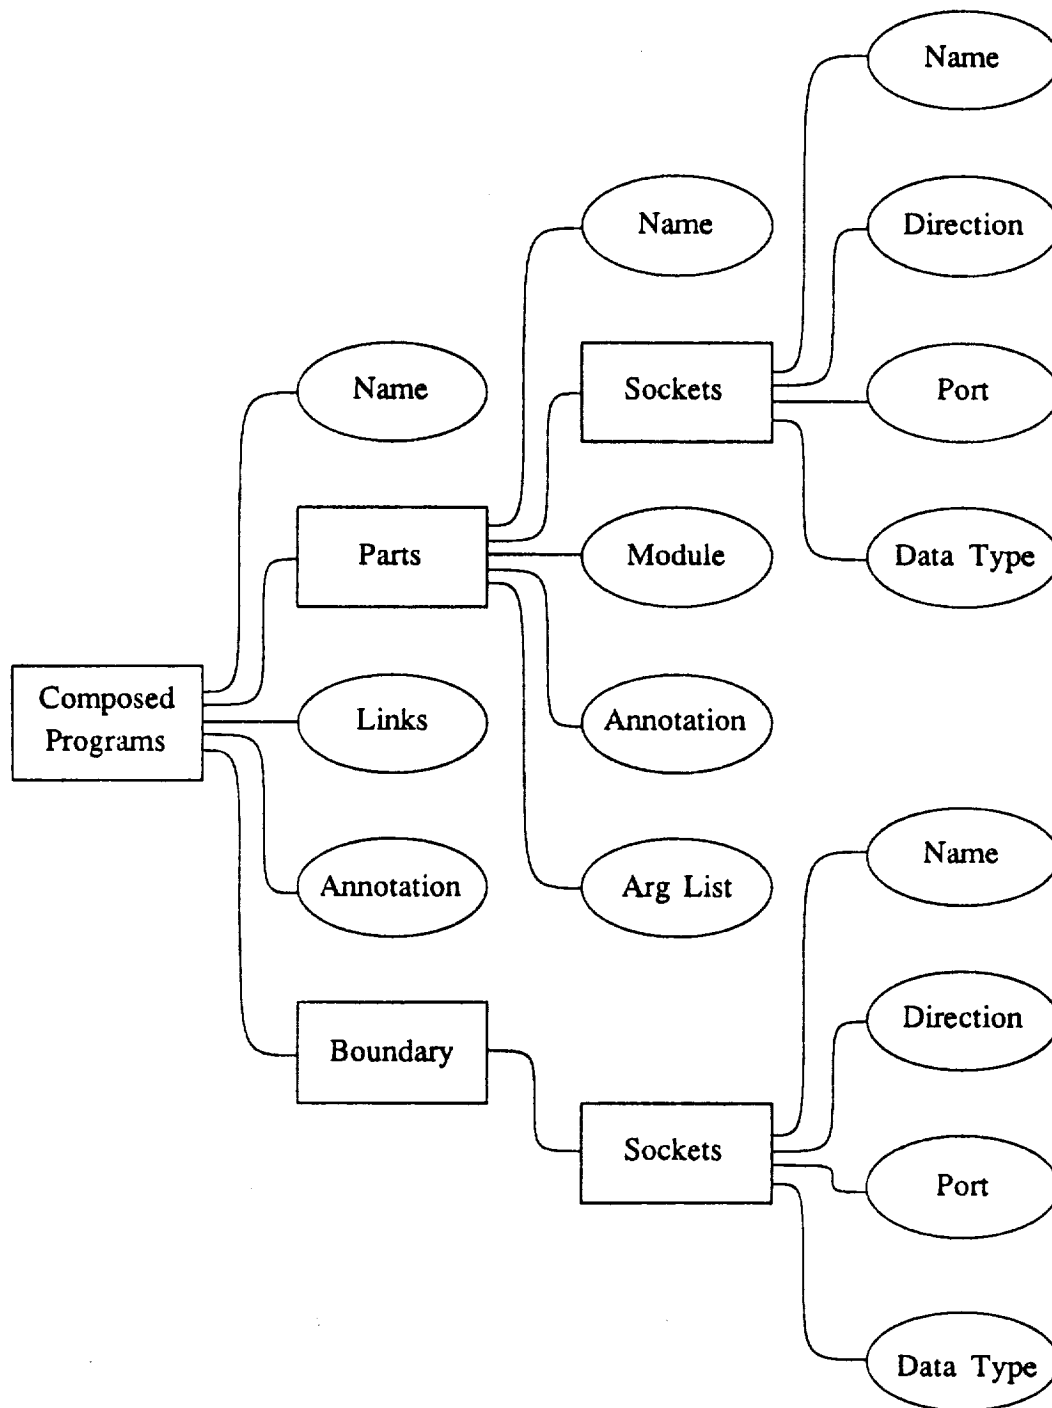 Name
Name
Direction
Name
Sockets
Port
Parts
Module
Data Type
Composed
Programs
Links
Annotation
Annotation
Arg List
Name
Boundary
Direction
Sockets
Port
Data Type